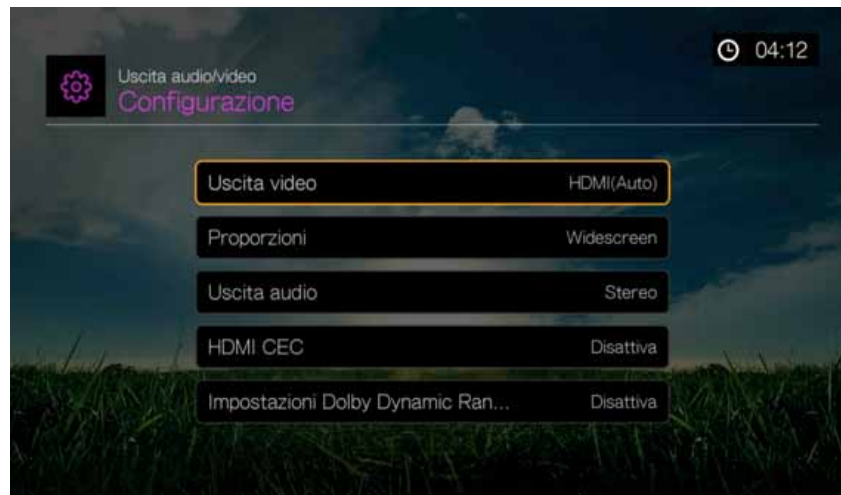 04:12
Uscita audio/video
Configurazione
Uscita video HDMI(Auto)
Proporzioni Widescreen
Uscita audio Stereo
HDMI CEC Disattiva
Impostazioni Dolby Dynamic Ran... Disattiva